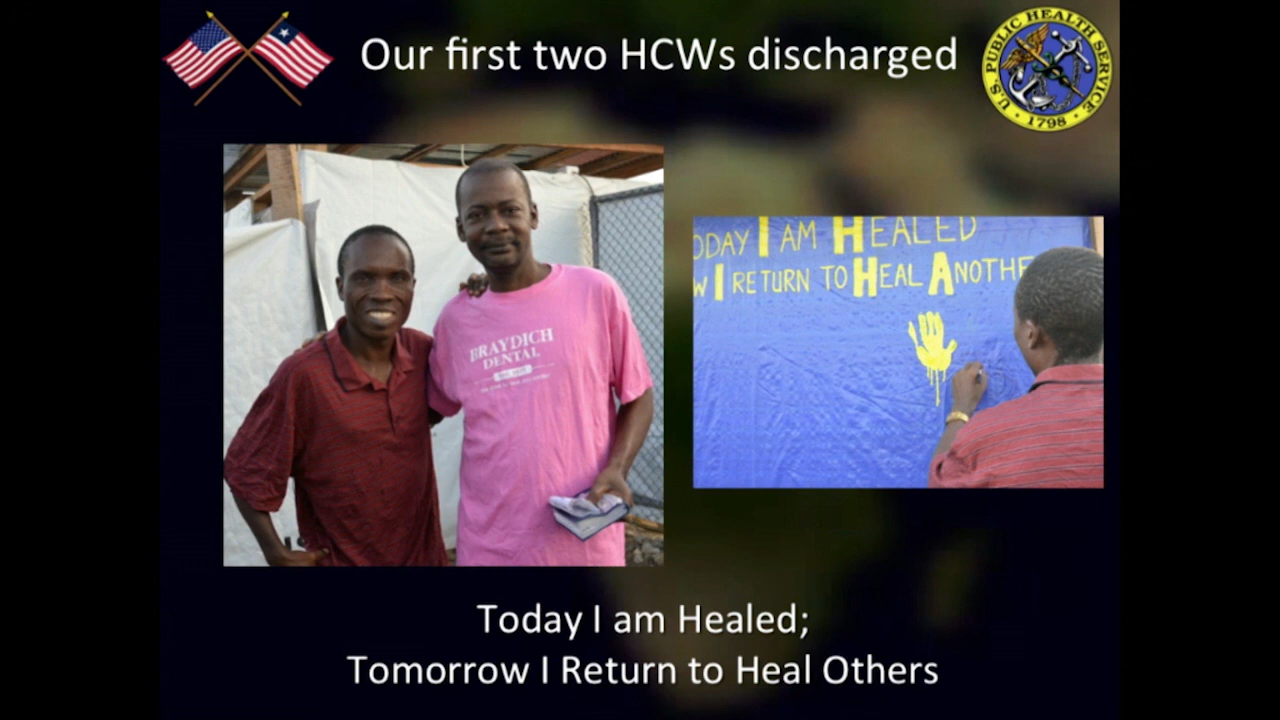 Our first two HCWs discharged
U.S. PUBLIC HEALTH SERVICE
1798
BRAYDICH
DENTAL
ODAY I AM HEALED
W I RETURN TO HEAL ANOTHE
Today I am Healed;
Tomorrow I Return to Heal Others